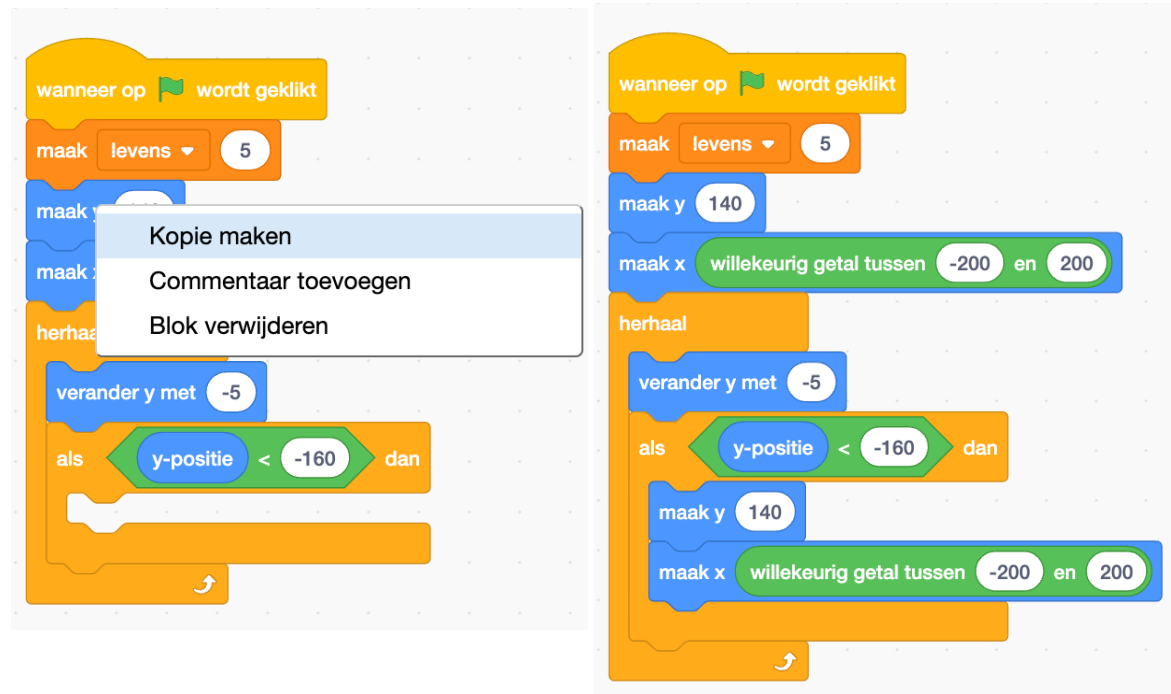 wanneer op wordt geklikt
maak levens 5
maak y
Kopie maken
maak
Commentaar toevoegen
Blok verwijderen
verander y met -5
als y-positie < -160 dan
wanneer op wordt geklikt
maak levens 5
maak y 140
maak x willekeurig getal tussen -200 en 200
herhaal
verander y met -5
als y-positie < -160 dan
maak y 140
maak x willekeurig getal tussen -200 en 200